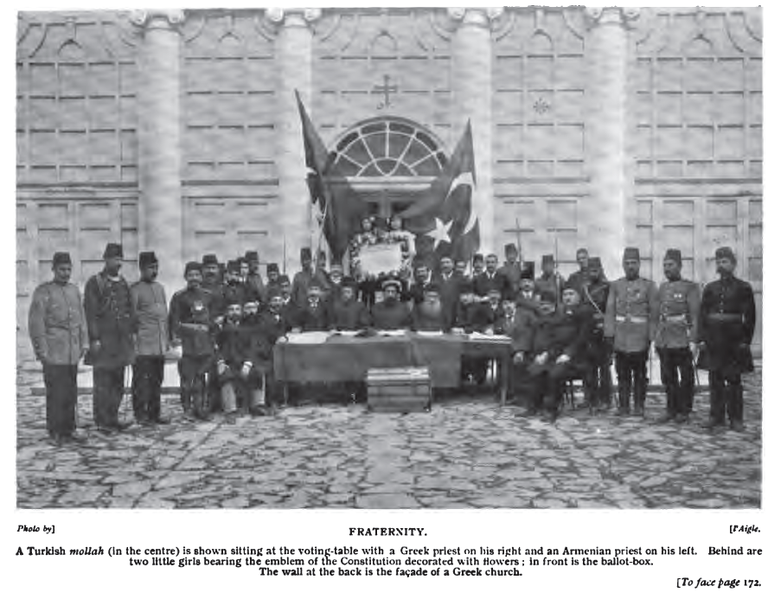 Photo by]
FRATERNITY.
[l'Aigle.
A Turkish mollah (in the centre) is shown sitting at the voting-table with a Greek priest on his right and an Armenian priest on his left. Behind are
two little girls bearing the emblem of the Constitution decorated with flowers ; in front is the ballot-box.
The wall at the back is the façade of a Greek church.
[To face page 172.